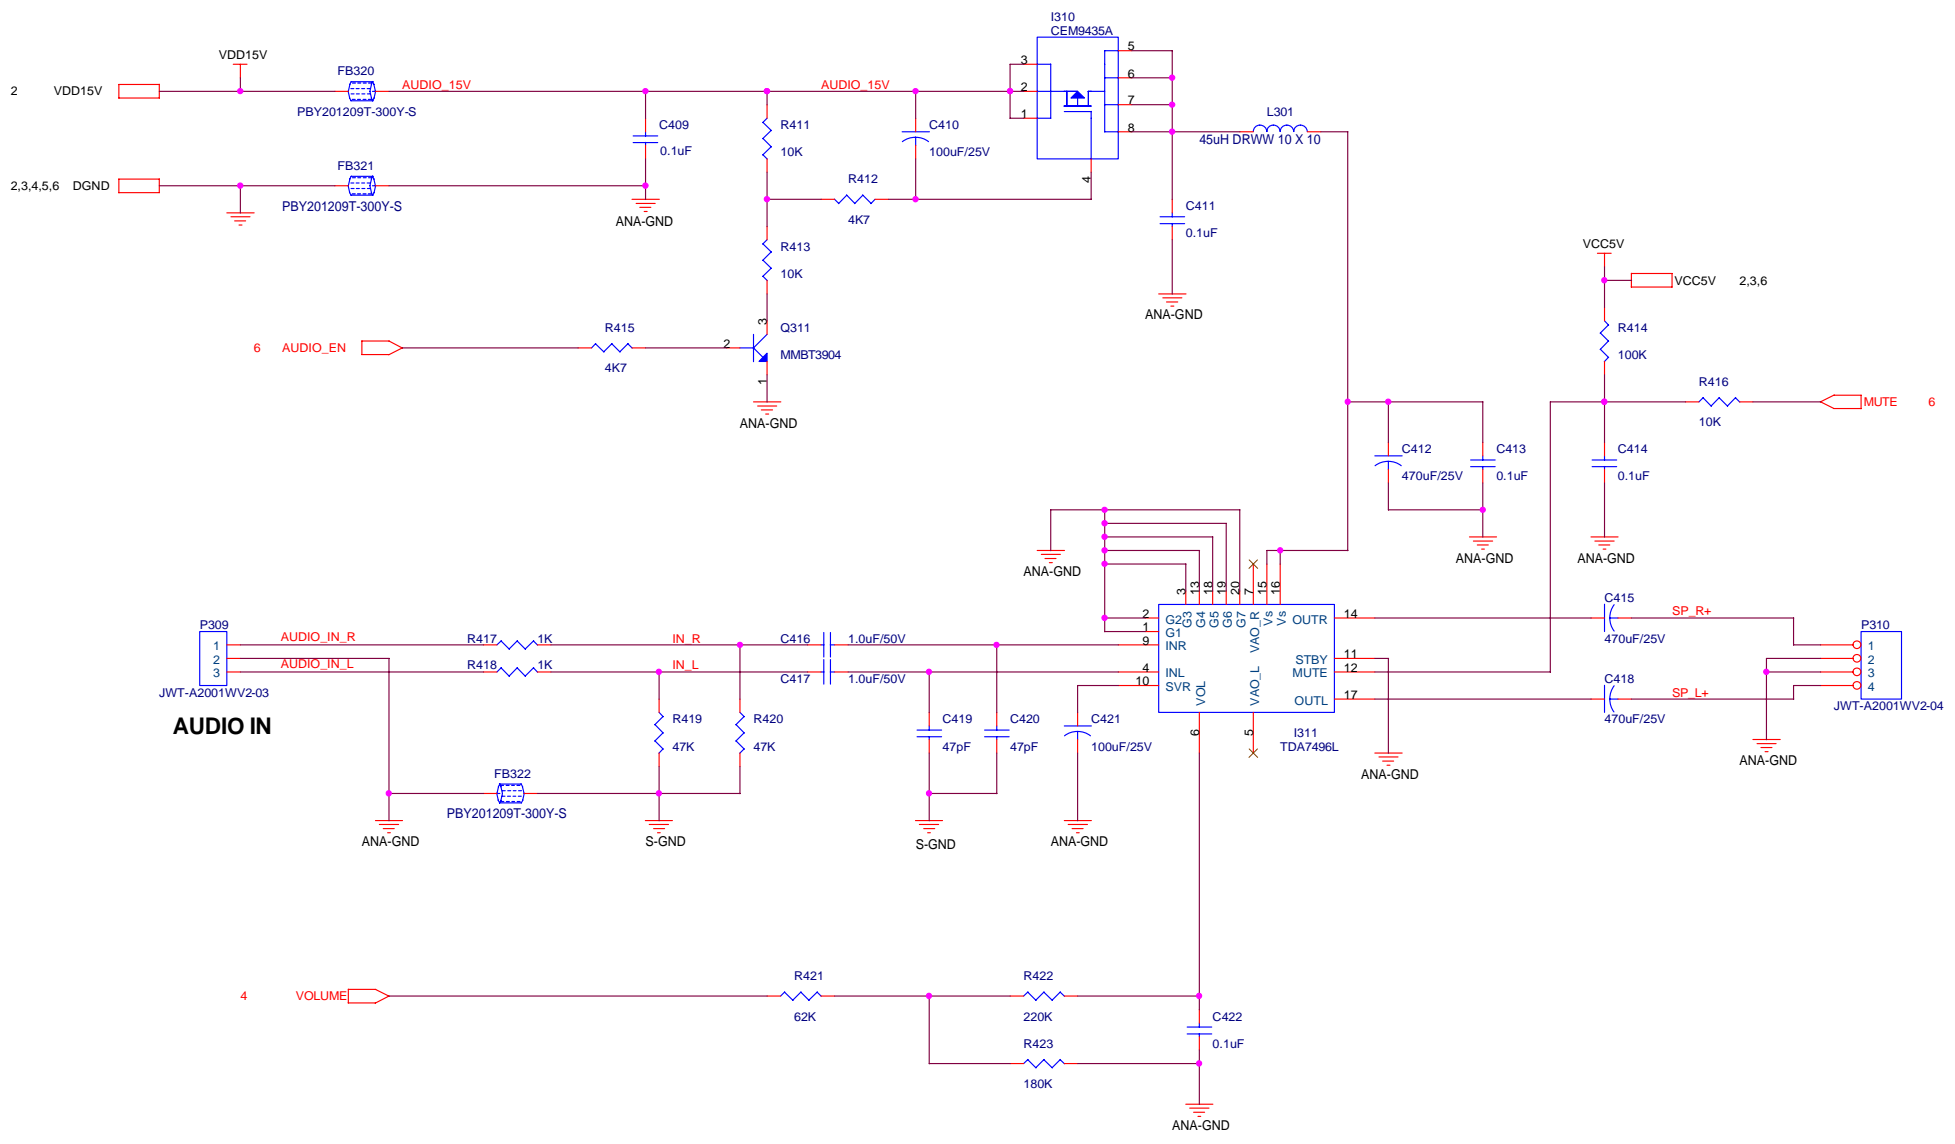 I310
CEM9435A
VDD15V
2 VDD15V
FB320
PBY201209T-300Y-S
AUDIO_15V
AUDIO_15V
3
2
1
5
6
7
8
4
L301
45uH DRWW 10 X 10
C409
0.1uF
R411
10K
C410
100uF/25V
2,3,4,5,6 DGND
FB321
PBY201209T-300Y-S
ANA-GND
R412
4K7
C411
0.1uF
ANA-GND
R413
10K
VCC5V
VCC5V 2,3,6
R414
100K
6 AUDIO_EN
R415
4K7
2
3
1
Q311
MMBT3904
ANA-GND
R416
10K
MUTE 6
C412
470uF/25V
C413
0.1uF
C414
0.1uF
ANA-GND
ANA-GND
ANA-GND
3
13
18
19
20
7
15
16
G3
G4
G5
G6
G7
VAO_R
Vs
Vs
2
G2
1
G1
9
INR
4
INL
10
SVR
VOL
6
VAO_L
5
OUTR
14
STBY
11
MUTE
12
OUTL
17
I311
TDA7496L
C415
470uF/25V
SP_R+
C418
470uF/25V
SP_L+
P310
1
2
3
4
JWT-A2001WV2-04
ANA-GND
ANA-GND
P309
1
2
3
JWT-A2001WV2-03
AUDIO IN
AUDIO_IN_R
AUDIO_IN_L
R417 1K
R418 1K
IN_R
IN_L
C416 1.0uF/50V
C417 1.0uF/50V
R419
47K
R420
47K
C419
47pF
C420
47pF
C421
100uF/25V
FB322
PBY201209T-300Y-S
ANA-GND
S-GND
S-GND
ANA-GND
4 VOLUME
R421
62K
R422
220K
R423
180K
C422
0.1uF
ANA-GND